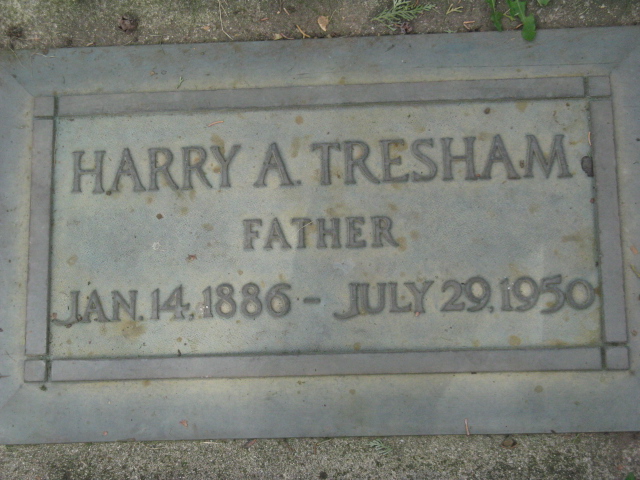 HARRY A. TRESHAM
FATHER
JAN. 14, 1886 - JULY 29, 1950